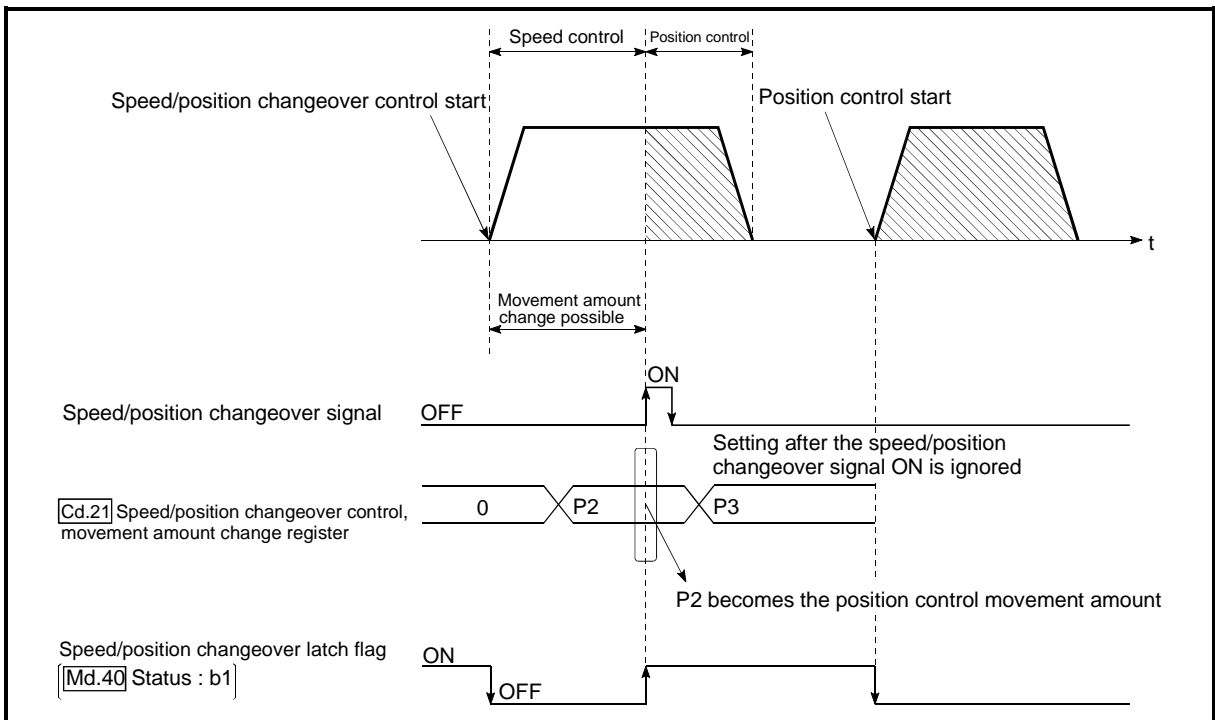 Speed control
Position control
Speed/position changeover control start
Position control start
t
Movement amount
change possible
ON
Speed/position changeover signal
OFF
Setting after the speed/position
changeover signal ON is ignored
Cd.21 Speed/position changeover control,
movement amount change register
0
P2
P3
P2 becomes the position control movement amount
Speed/position changeover latch flag
Md.40 Status : b1
ON
OFF